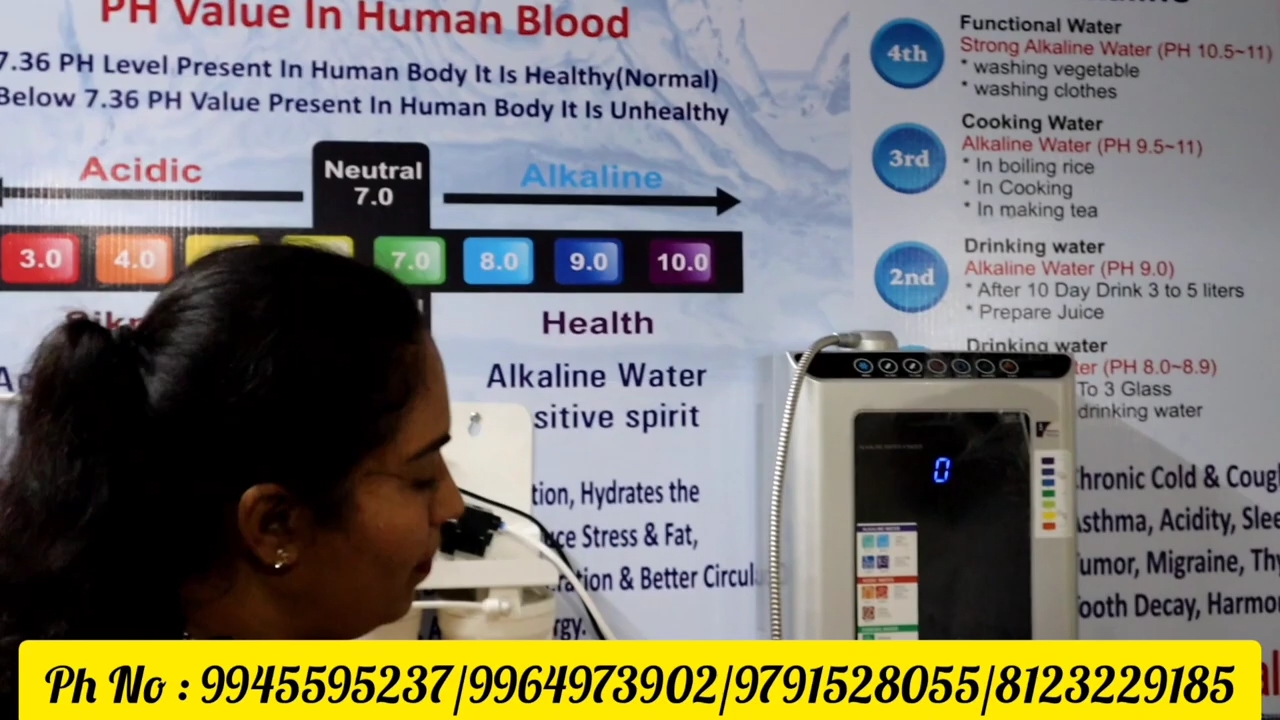 PH Value In Human Blood
7.36 PH Level Present In Human Body It Is Healthy(Normal)
Below 7.36 PH Value Present In Human Body It Is Unhealthy
Acidic
Neutral
7.0
Alkaline
3.0
4.0
7.0
8.0
9.0
10.0
Health
Alkaline Water
sitive spirit
tion, Hydrates the
uce Stress & Fat,
ration & Better Circul
rgy.
4th
Functional Water
Strong Alkaline Water (PH 10.5~11)
* washing vegetable
* washing clothes
3rd
Cooking Water
Alkaline Water (PH 9.5~11)
* In boiling rice
* In Cooking
* In making tea
2nd
Drinking water
Alkaline Water (PH 9.0)
* After 10 Day Drink 3 to 5 liters
* Prepare Juice
Drinking water
ter (PH 8.0~8.9)
To 3 Glass
drinking water
0
Chronic Cold & Coug
Asthma, Acidity, Slee
umor, Migraine, Thy
ooth Decay, Harmo
Ph No : 9945595237/9964973902/9791528055/8123229185